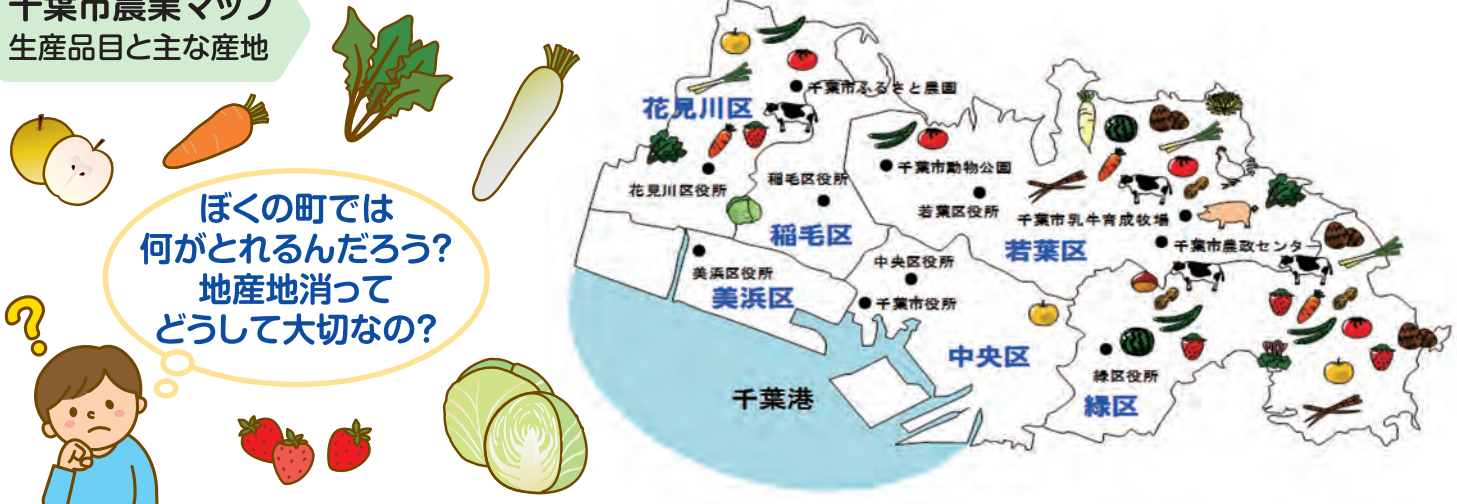 千葉市農業マップ
生産品目と主な産地
ぼくの町では
何がとれるんだろう?
地産地消って
どうして大切なの?
?
千葉市ふるさと農園
花見川区
花見川区役所
稲毛区役所
稲毛区
千葉市動物公園
若葉区役所
千葉市乳牛育成牧場
若葉区
千葉市農政センター
美浜区役所
美浜区
中央区役所
千葉市役所
中央区
千葉港
緑区役所
緑区